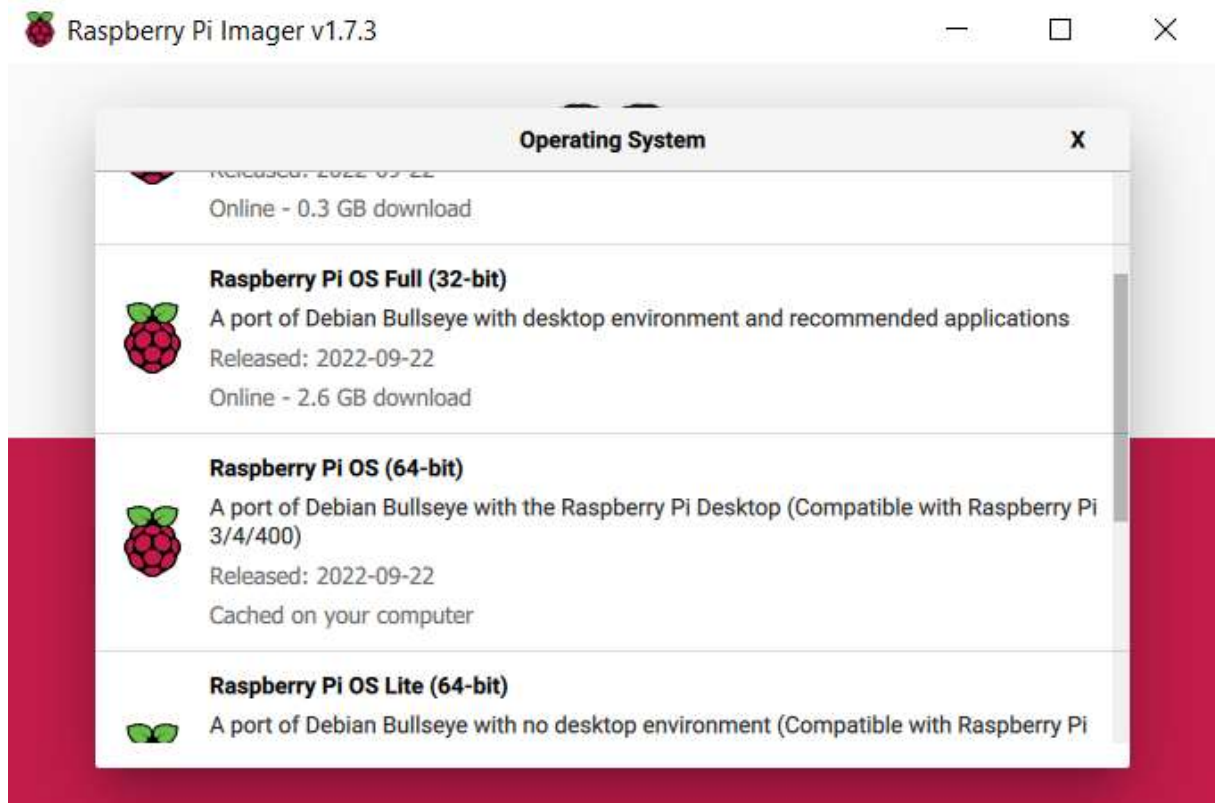 Raspberry Pi Imager v1.7.3
Operating System X
Released: 2022-09-22
Online - 0.3 GB download
Raspberry Pi OS Full (32-bit)
A port of Debian Bullseye with desktop environment and recommended applications
Released: 2022-09-22
Online - 2.6 GB download
Raspberry Pi OS (64-bit)
A port of Debian Bullseye with the Raspberry Pi Desktop (Compatible with Raspberry Pi
3/4/400)
Released: 2022-09-22
Cached on your computer
Raspberry Pi OS Lite (64-bit)
A port of Debian Bullseye with no desktop environment (Compatible with Raspberry Pi